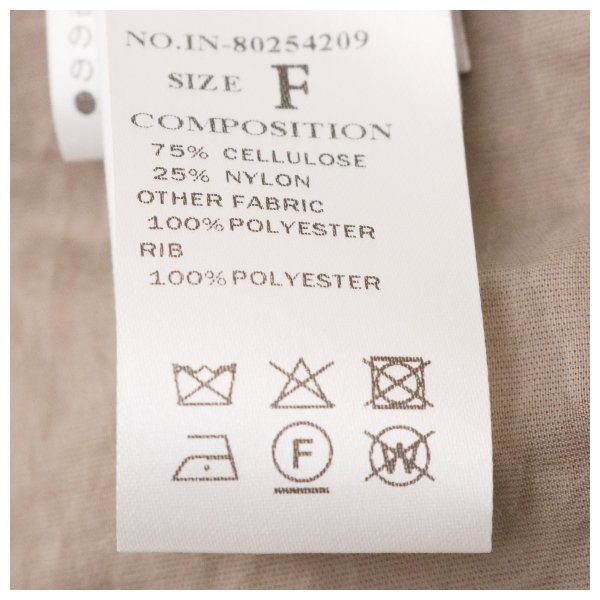 NO.IN-80254209
SIZE F
COMPOSITION
75% CELLULOSE
25% NYLON
OTHER FABRIC
100% POLYESTER
RIB
100% POLYESTER
F
W